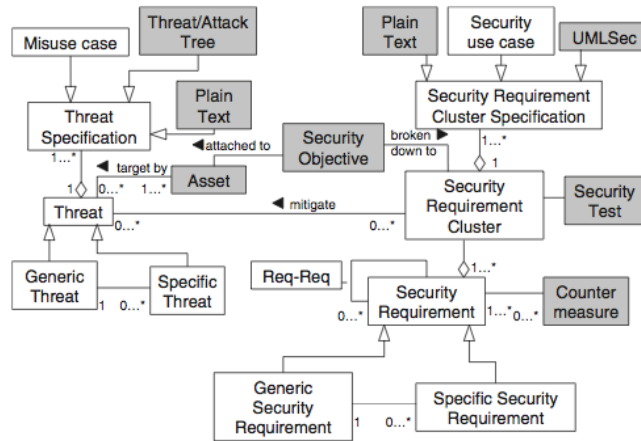 Misuse case
Threat/Attack
Tree
Plain
Text
Security
use case
UMLSec
Threat
Specification
Plain
Text
Security Requirement
Cluster Specification
1...*
attached to
Security
Objective
broken
down to
1...*
target by
Asset
1
0...*
1...*
1
Threat
mitigate
0...*
0...*
Security
Requirement
Cluster
Security
Test
Generic
Threat
Specific
Threat
1
0...*
Req-Req
1...*
Security
Requirement
0...*
1...*
0...*
Counter
measure
Generic
Security
Requirement
Specific Security
Requirement
1
0...*